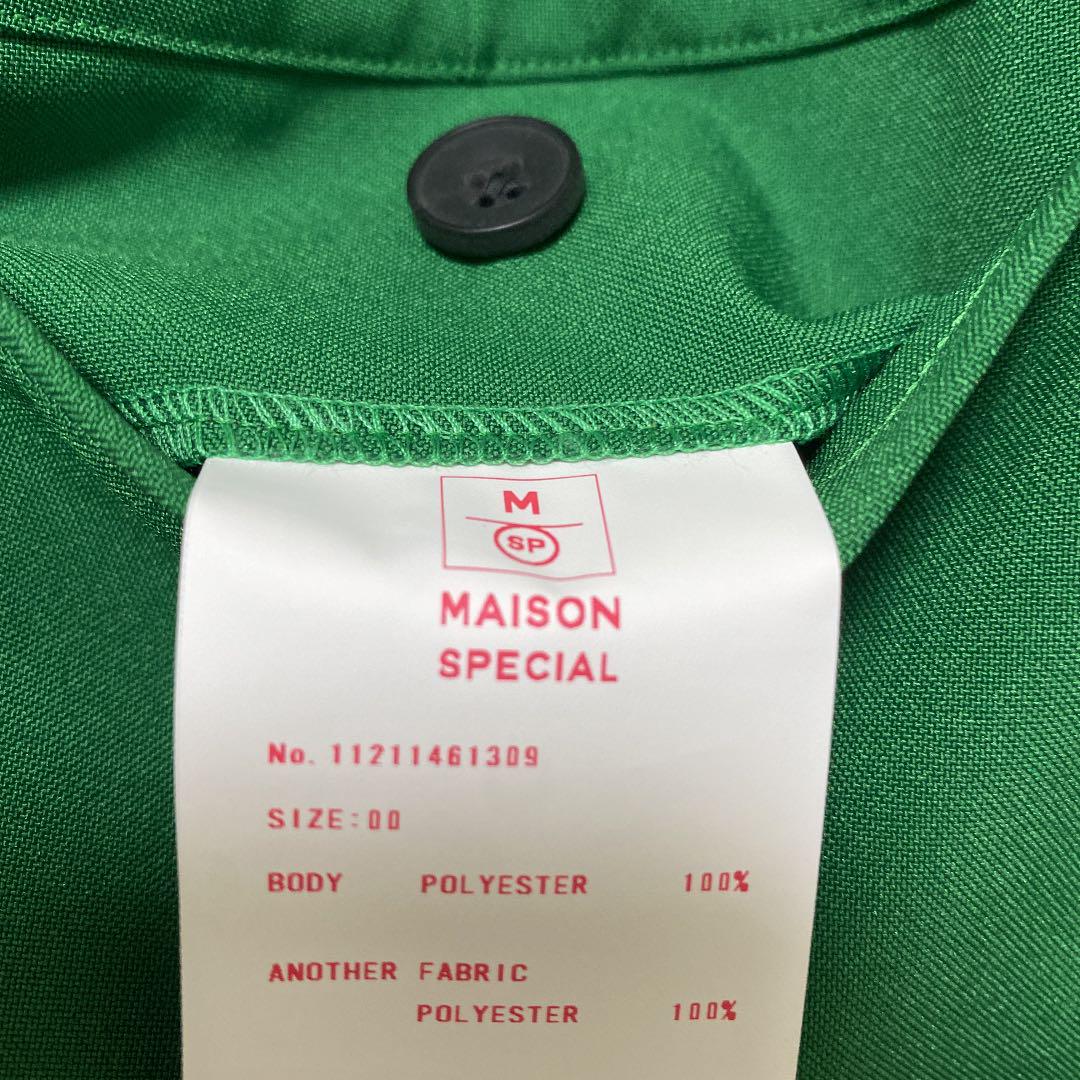 M
SP
MAISON
SPECIAL
No. 11211461309
SIZE:00
BODY POLYESTER 100%
ANOTHER FABRIC
POLYESTER 100%